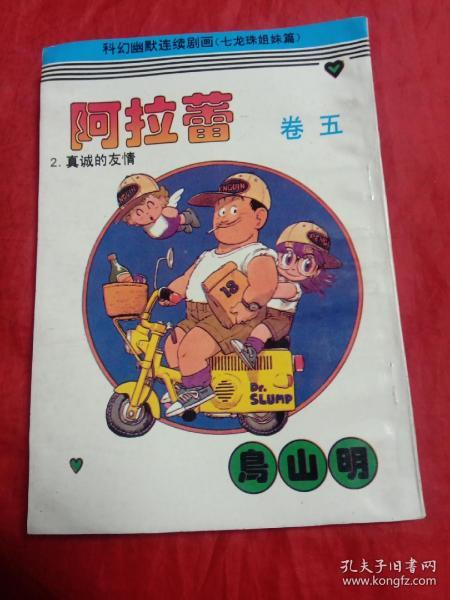 科幻幽默连续剧画(七龙珠姐妹篇)
阿拉蕾 卷五
2.真诚的友情
PENGUIN
PENGUIN
18
Dr.
SLUMP
鳥山明
孔夫子旧书网
www.kongfz.com